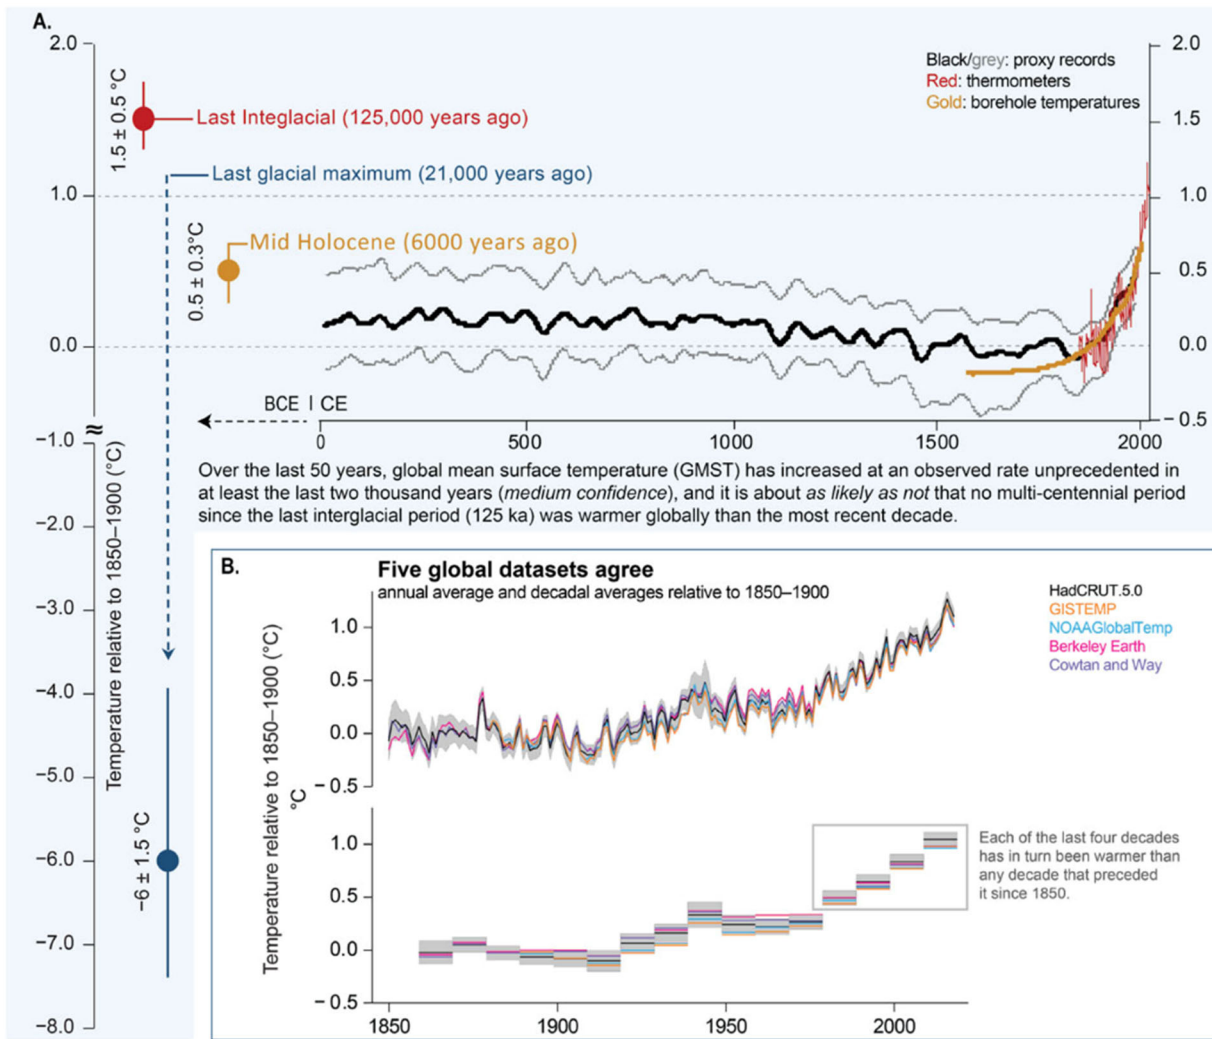 A.
2.0
1.0
0.0
−1.0
−2.0
−3.0
−4.0
−5.0
−6.0
−7.0
−8.0
Temperature relative to 1850–1900 (°C)
1.5 ± 0.5 °C
Last Integlacial (125,000 years ago)
Last glacial maximum (21,000 years ago)
0.5 ± 0.3°C
Mid Holocene (6000 years ago)
−6 ± 1.5 °C
Black/grey: proxy records
Red: thermometers
Gold: borehole temperatures
2.0
1.5
1.0
0.5
0.0
−0.5
BCE | CE
0 500 1000 1500 2000
Over the last 50 years, global mean surface temperature (GMST) has increased at an observed rate unprecedented in
at least the last two thousand years (medium confidence), and it is about as likely as not that no multi-centennial period
since the last interglacial period (125 ka) was warmer globally than the most recent decade.
B.
Five global datasets agree
annual average and decadal averages relative to 1850–1900
HadCRUT.5.0
GISTEMP
NOAAGlobalTemp
Berkeley Earth
Cowtan and Way
Temperature relative to 1850–1900 (°C)
°C
1.0
0.5
0.0
−0.5
1.0
0.5
0.0
−0.5
Each of the last four decades
has in turn been warmer than
any decade that preceded
it since 1850.
1850 1900 1950 2000